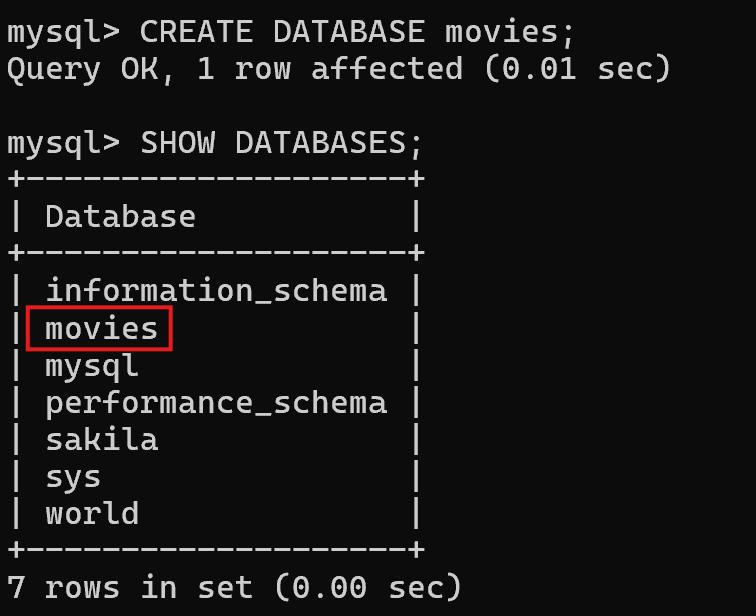 mysql> CREATE DATABASE movies;
Query OK, 1 row affected (0.01 sec)
mysql> SHOW DATABASES;
+--------------------+
| Database           |
+--------------------+
| information_schema |
| movies             |
| mysql              |
| performance_schema |
| sakila             |
| sys                |
| world              |
+--------------------+
7 rows in set (0.00 sec)